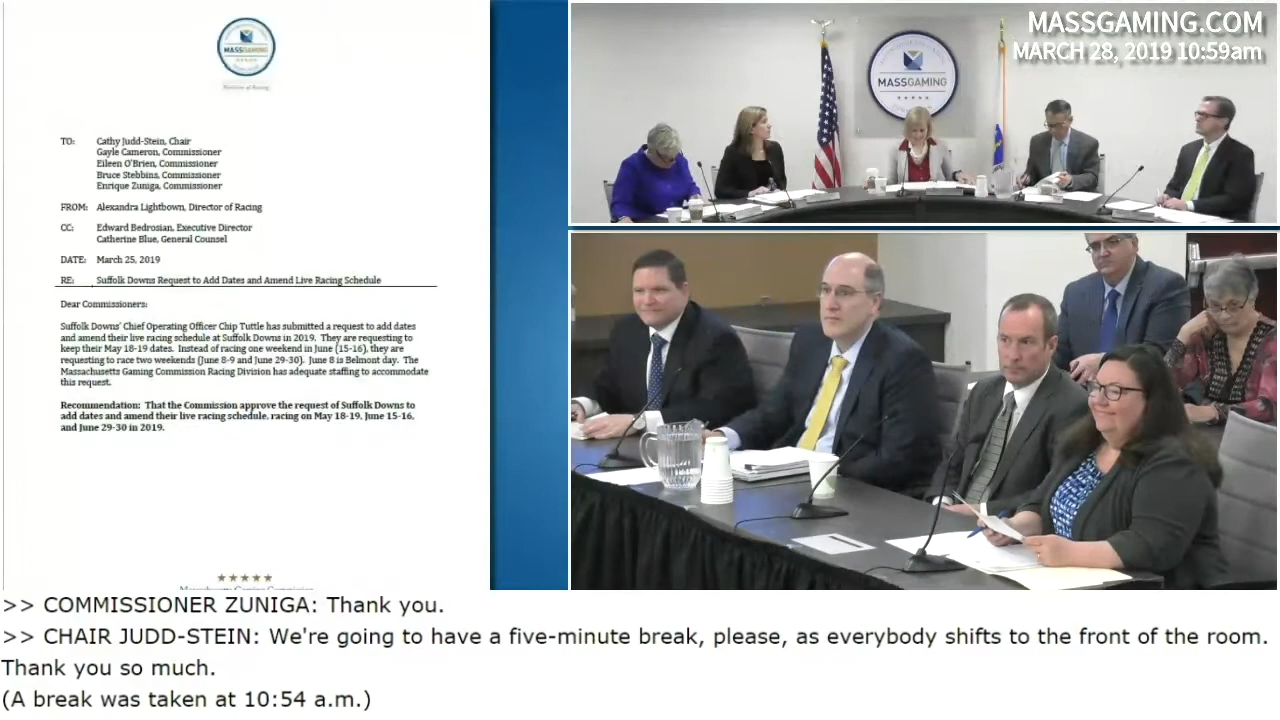 MASSGAMING
Division of Racing
TO: Cathy Judd-Stein, Chair
Gayle Cameron, Commissioner
Eileen O'Brien, Commissioner
Bruce Stebbins, Commissioner
Enrique Zuniga, Commissioner
FROM: Alexandra Lightbown, Director of Racing
CC: Edward Bedrosian, Executive Director
Catherine Blue, General Counsel
DATE: March 25, 2019
RE: Suffolk Downs Request to Add Dates and Amend Live Racing Schedule
Dear Commissioners:
Suffolk Downs' Chief Operating Officer Chip Tuttle has submitted a request to add dates
and amend their live racing schedule at Suffolk Downs in 2019. They are requesting to
keep their May 18-19 dates. Instead of racing one weekend in June (15-16), they are
requesting to race two weekends (June 8-9 and June 29-30). June 8 is Belmont day. The
Massachusetts Gaming Commission Racing Division has adequate staffing to accommodate
this request.
Recommendation: That the Commission approve the request of Suffolk Downs to
add dates and amend their live racing schedule, racing on May 18-19, June 15-16,
and June 29-30 in 2019.
★★★★★
Massachusetts Gaming Commission
MASSGAMING.COM
MARCH 28, 2019 10:59am
MASSGAMING
>> COMMISSIONER ZUNIGA: Thank you.
>> CHAIR JUDD-STEIN: We're going to have a five-minute break, please, as everybody shifts to the front of the room.
Thank you so much.
(A break was taken at 10:54 a.m.)